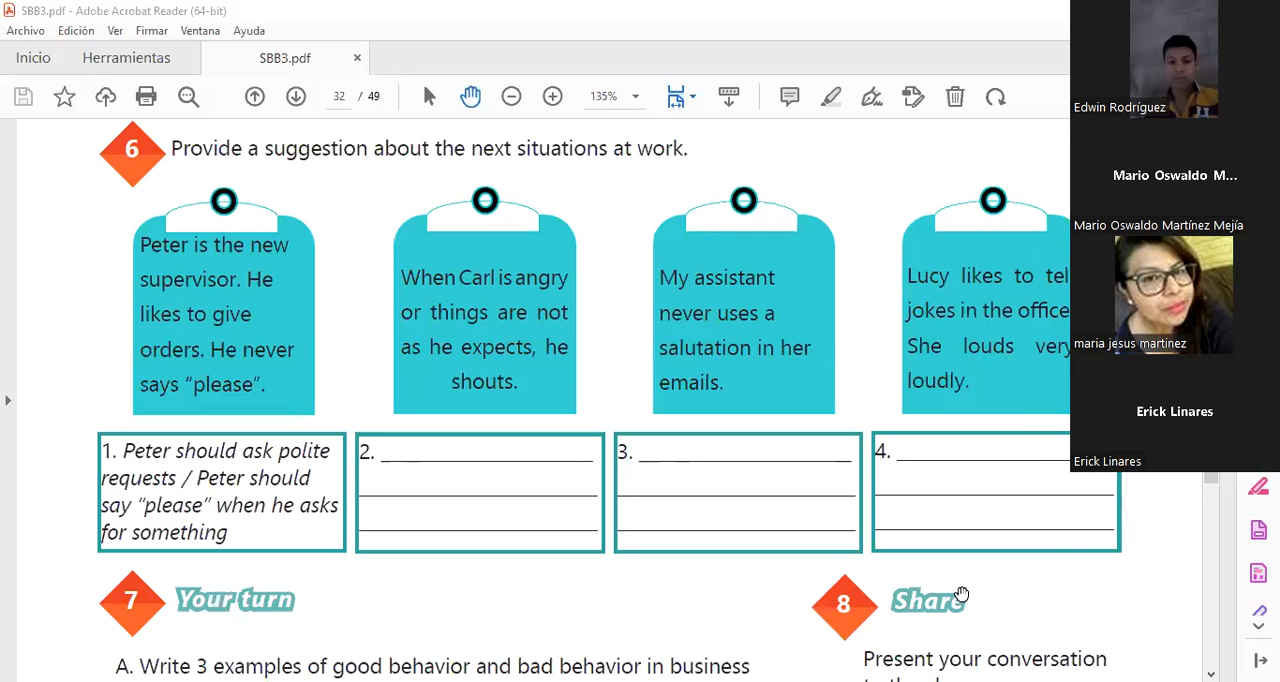 SBB3.pdf - Adobe Acrobat Reader (64-bit)
Archivo Edición Ver Firmar Ventana Ayuda
Inicio Herramientas SBB3.pdf ×
32 / 49 135%
6 Provide a suggestion about the next situations at work.
Peter is the new
supervisor. He
likes to give
orders. He never
says “please”.
When Carl is angry
or things are not
as he expects, he
shouts.
My assistant
never uses a
salutation in her
emails.
Lucy likes to tel
jokes in the office
She louds very
loudly.
1. Peter should ask polite
requests / Peter should
say “please” when he asks
for something
2. ____________________
3. ____________________
4. ________________
7 Your turn
8 Share
A. Write 3 examples of good behavior and bad behavior in business
Present your conversation
Edwin Rodríguez
Mario Oswaldo M...
Mario Oswaldo Martínez Mejía
maria jesus martinez
Erick Linares
Erick Linares